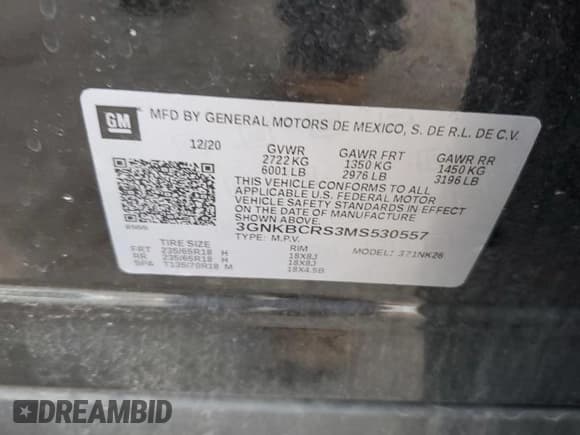 GM
MFD BY GENERAL MOTORS DE MEXICO, S. DE R.L. DE C.V.
12/20 GVWR GAWR FRT GAWR RR
2722 KG 1350 KG 1450 KG
6001 LB 2976 LB 3196 LB
THIS VEHICLE CONFORMS TO ALL
APPLICABLE U.S. FEDERAL MOTOR
VEHICLE SAFETY STANDARDS IN EFFECT
ON THE DATE OF MANUFACTURE SHOWN ABOVE.
3GNKBCRS3MS530557
TYPE: M.P.V. MODEL: 371NK26
TIRE SIZE RIM
FRT 235/65R18 H 18X8J
RR 235/65R18 H 18X8J
SPA T135/70R18 M 18X4.5B
DREAMBID